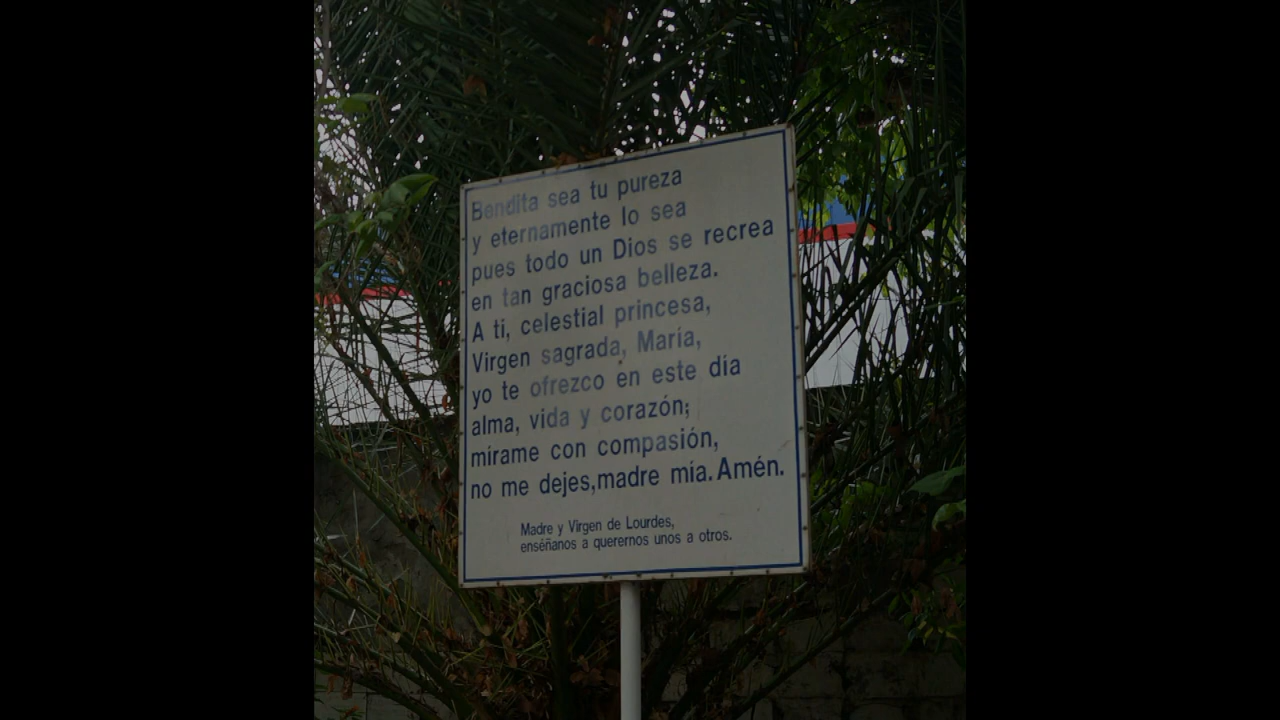 Bendita sea tu pureza
y eternamente lo sea
pues todo un Dios se recrea
en tan graciosa belleza.
A ti, celestial princesa,
Virgen sagrada, María,
yo te ofrezco en este día
alma, vida y corazón;
mirame con compasión,
no me dejes,madre mía.Amén.
Madre y Virgen de Lourdes,
enséñanos a querernos unos a otros.